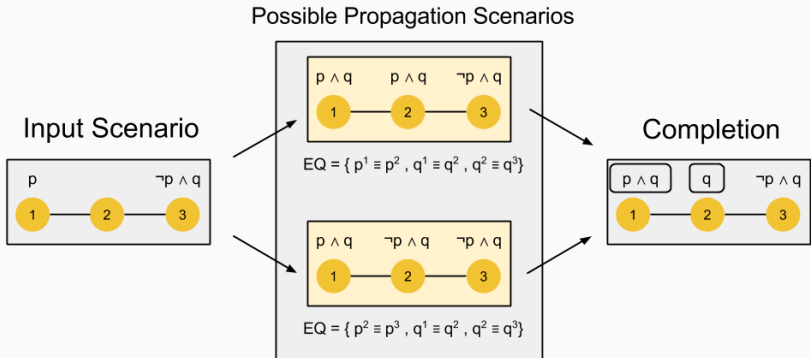 Possible Propagation Scenarios
p ∧ q p ∧ q ¬p ∧ q
1 2 3
EQ = { p¹ ≡ p² , q¹ ≡ q² , q² ≡ q³}
Input Scenario
p ¬p ∧ q
1 2 3
p ∧ q ¬p ∧ q ¬p ∧ q
1 2 3
EQ = { p² ≡ p³ , q¹ ≡ q² , q² ≡ q³}
Completion
p ∧ q q ¬p ∧ q
1 2 3